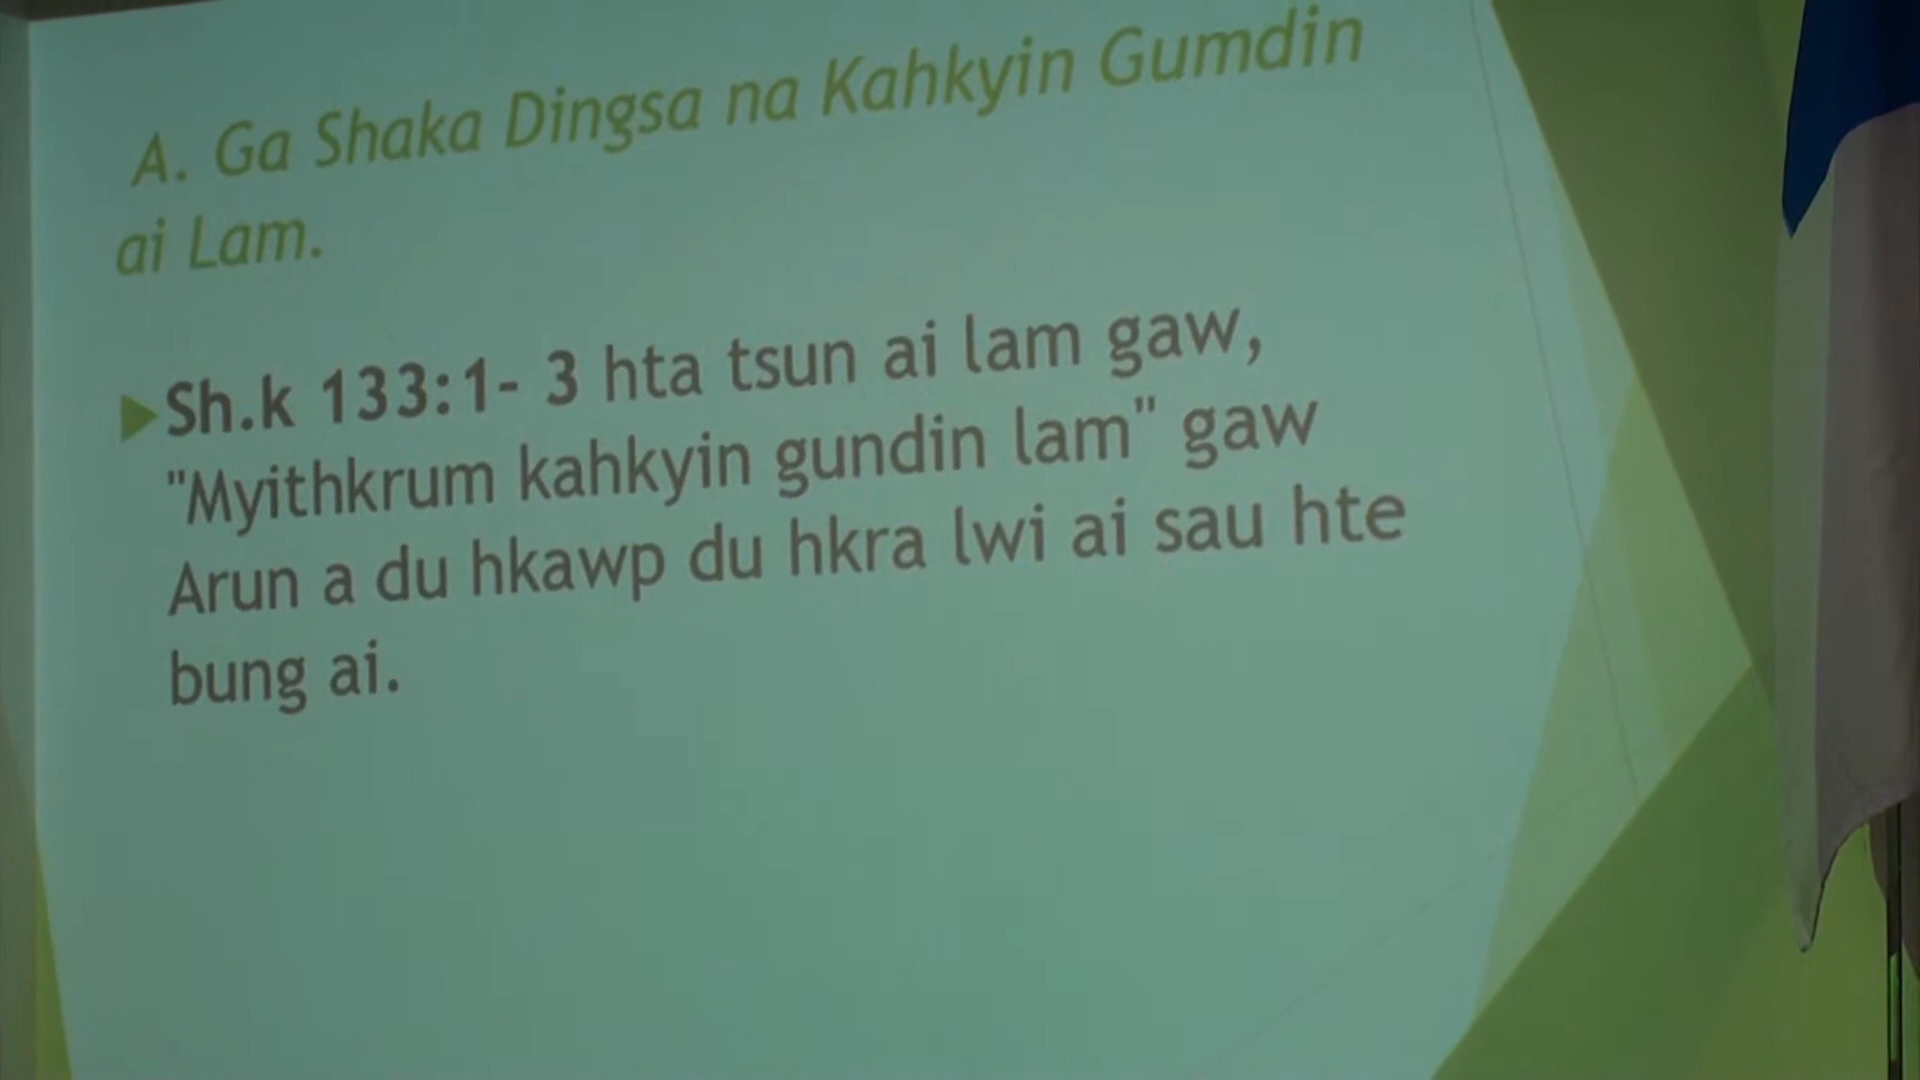 A. Ga Shaka Dingsa na Kahkyin Gumdin
ai Lam.
Sh.k 133:1- 3 hta tsun ai lam gaw,
"Myithkrum kahkyin gundin lam" gaw
Arun a du hkawp du hkra lwi ai sau hte
bung ai.